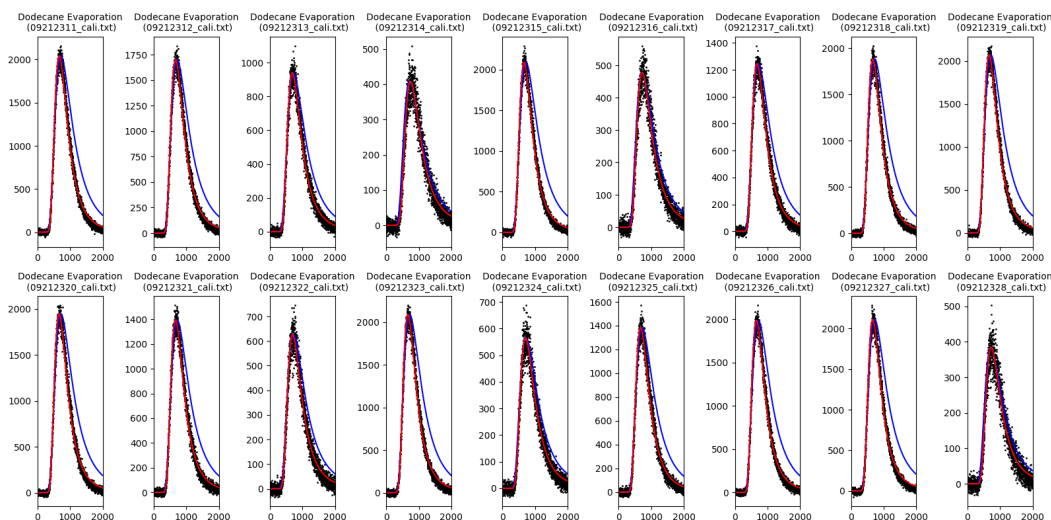 Dodecane Evaporation Dodecane Evaporation Dodecane Evaporation Dodecane Evaporation Dodecane Evaporation Dodecane Evaporation Dodecane Evaporation Dodecane Evaporation Dodecane Evaporation
(09212311_cali.txt) (09212312_cali.txt) (09212313_cali.txt) (09212314_cali.txt) (09212315_cali.txt) (09212316_cali.txt) (09212317_cali.txt) (09212318_cali.txt) (09212319_cali.txt)
2000 1500 1000 500 0
1750 1500 1250 1000 750 500 250 0
1000 800 600 400 200 0
500 400 300 200 100 0
2000 1500 1000 500 0
500 400 300 200 100 0
1400 1200 1000 800 600 400 200 0
2000 1500 1000 500 0
2000 1500 1000 500 0
0 1000 2000 0 1000 2000 0 1000 2000 0 1000 2000 0 1000 2000 0 1000 2000 0 1000 2000 0 1000 2000 0 1000 2000
Dodecane Evaporation Dodecane Evaporation Dodecane Evaporation Dodecane Evaporation Dodecane Evaporation Dodecane Evaporation Dodecane Evaporation Dodecane Evaporation Dodecane Evaporation
(09212320_cali.txt) (09212321_cali.txt) (09212322_cali.txt) (09212323_cali.txt) (09212324_cali.txt) (09212325_cali.txt) (09212326_cali.txt) (09212327_cali.txt) (09212328_cali.txt)
2000 1500 1000 500 0
1400 1200 1000 800 600 400 200 0
700 600 500 400 300 200 100 0
2000 1500 1000 500 0
700 600 500 400 300 200 100 0
1600 1400 1200 1000 800 600 400 200 0
2000 1500 1000 500 0
2000 1500 1000 500 0
500 400 300 200 100 0
0 1000 2000 0 1000 2000 0 1000 2000 0 1000 2000 0 1000 2000 0 1000 2000 0 1000 2000 0 1000 2000 0 1000 2000